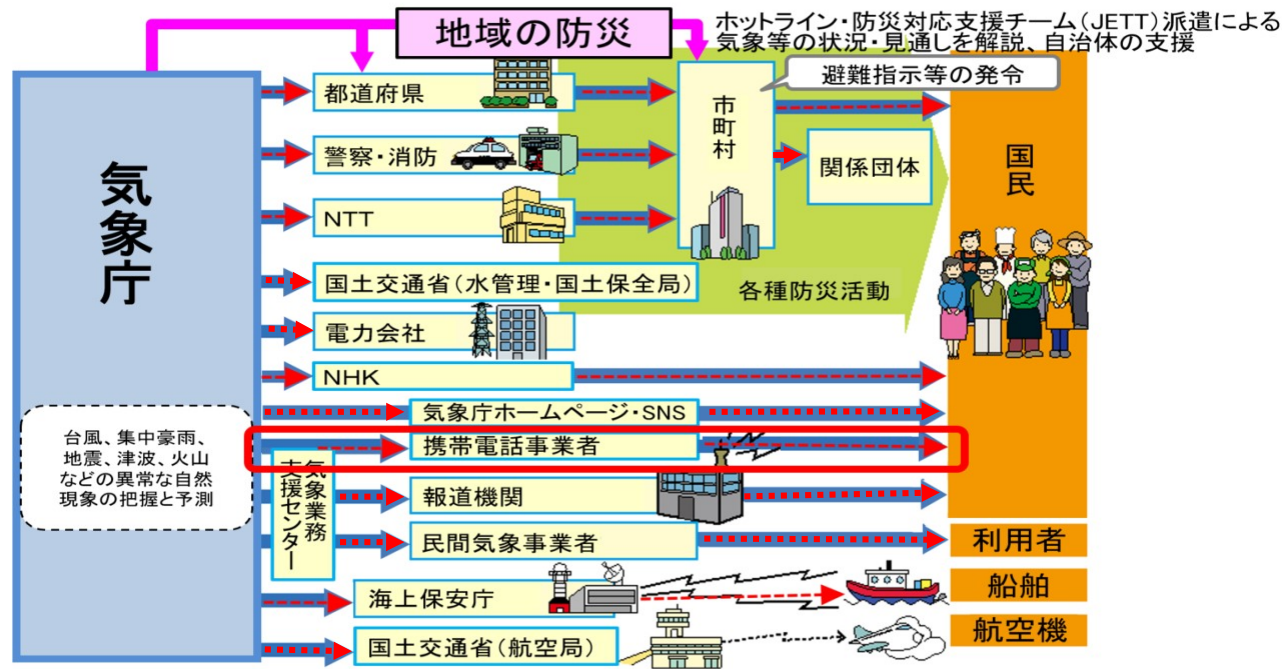 地域の防災
ホットライン・防災対応支援チーム(JETT)派遣による
気象等の状況・見通しを解説、自治体の支援
気象庁
都道府県
市町村
避難指示等の発令
国民
警察・消防
関係団体
NTT
国土交通省(水管理・国土保全局)
各種防災活動
電力会社
NHK
気象庁ホームページ・SNS
台風、集中豪雨、
地震、津波、火山
などの異常な自然
現象の把握と予測
気象業務
支援センター
携帯電話事業者
報道機関
民間気象事業者
利用者
海上保安庁
船舶
国土交通省(航空局)
航空機